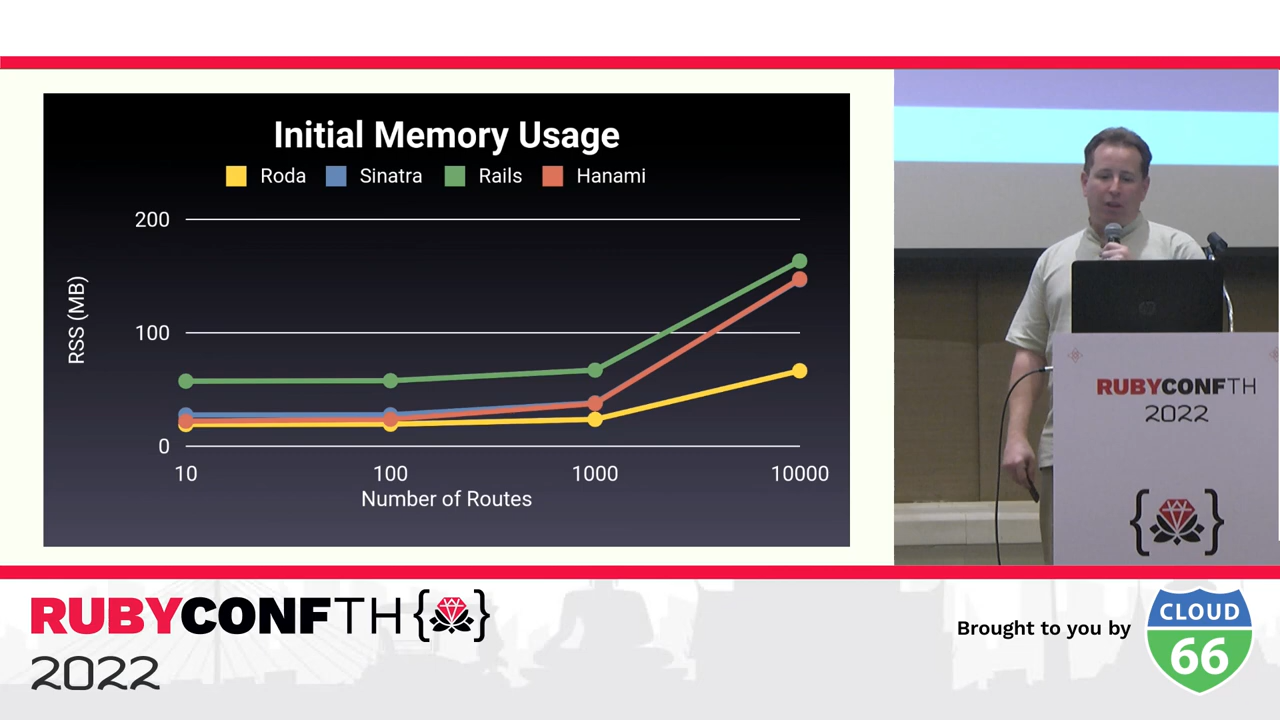 Initial Memory Usage
Roda Sinatra Rails Hanami
200
100
0
RSS (MB)
10 100 1000 10000
Number of Routes
RUBYCONFTH
2022
RUBYCONFTH
2022
Brought to you by
CLOUD
66